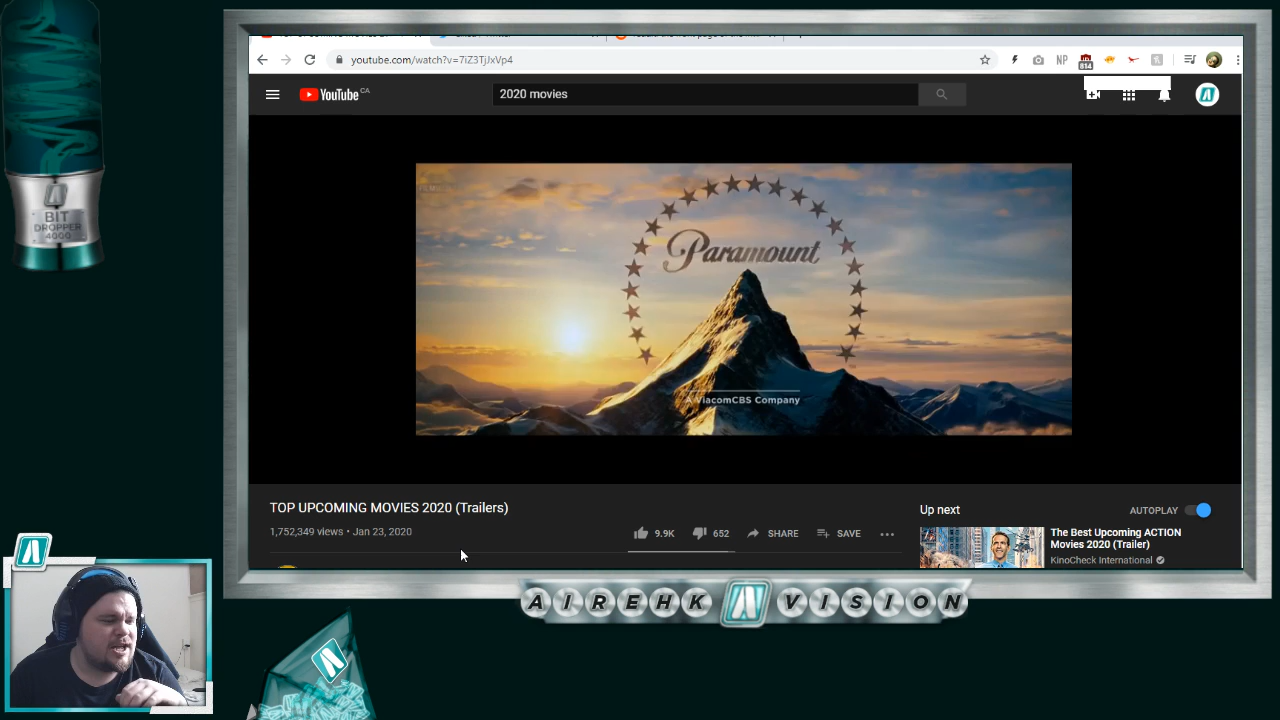 youtube.com/watch?v=7iZ3TjJxVp4
NP
814
YouTube CA
2020 movies
Paramount
A ViacomCBS Company
BIT
DROPPER
4000
TOP UPCOMING MOVIES 2020 (Trailers)
1,752,349 views • Jan 23, 2020
9.9K
652
SHARE
SAVE
Up next
AUTOPLAY
The Best Upcoming ACTION
Movies 2020 (Trailer)
KinoCheck International
AIREHK VISION